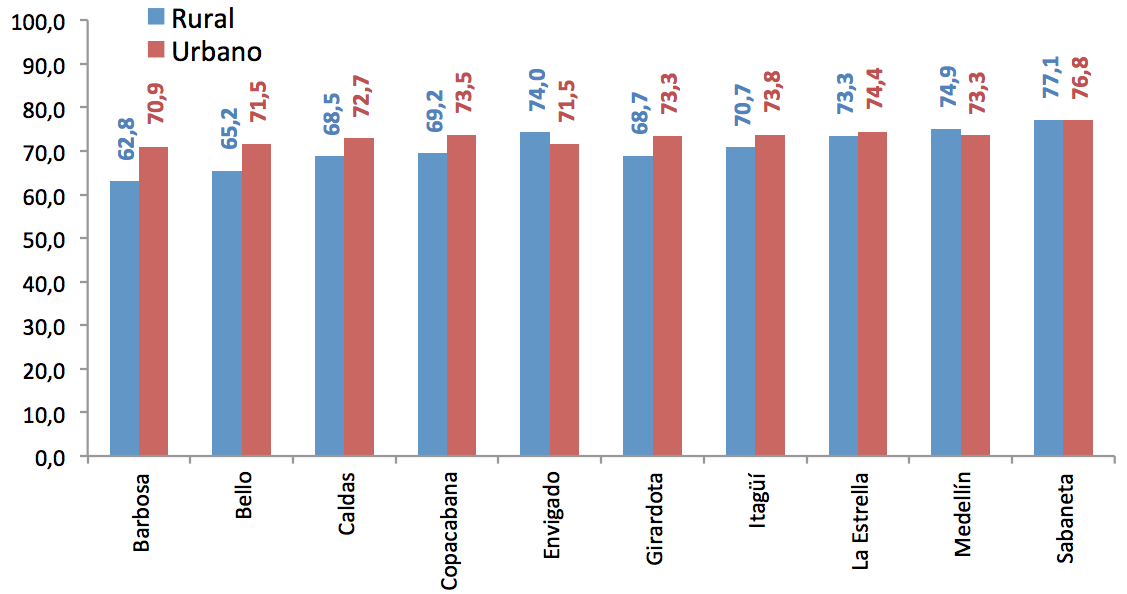 Rural
Urbano
100,0
90,0
80,0
70,0
60,0
50,0
40,0
30,0
20,0
10,0
0,0
62,8
70,9
65,2
71,5
68,5
72,7
69,2
73,5
74,0
71,5
68,7
73,3
70,7
73,8
73,3
74,4
74,9
73,3
77,1
76,8
Barbosa
Bello
Caldas
Copacabana
Envigado
Girardota
Itagüí
La Estrella
Medellín
Sabaneta